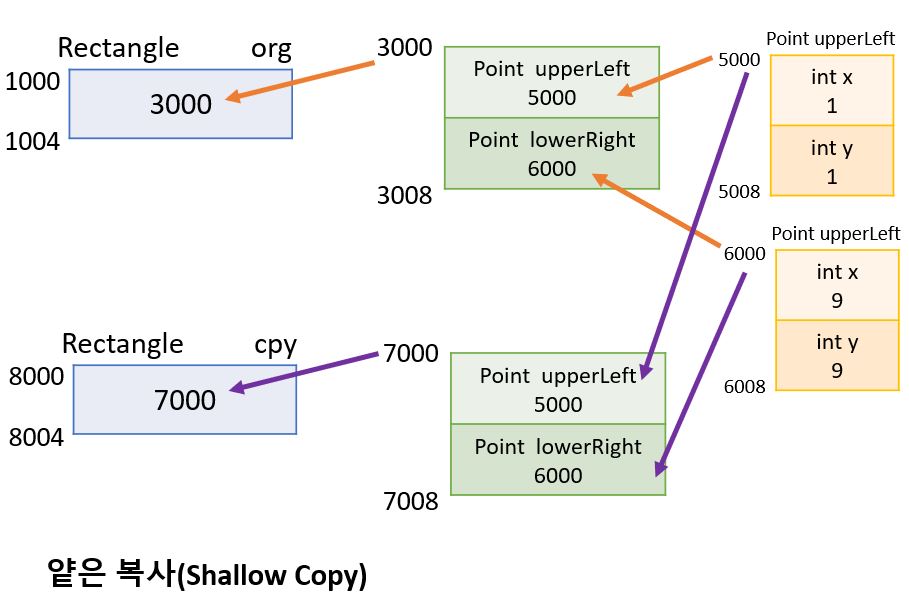 Rectangle org
1000
3000
1004
3000
Point upperLeft
5000
Point lowerRight
6000
3008
Point upperLeft
5000
int x
1
int y
1
5008
Point upperLeft
6000
int x
9
int y
9
6008
Rectangle cpy
8000
7000
8004
7000
Point upperLeft
5000
Point lowerRight
6000
7008
얕은 복사(Shallow Copy)